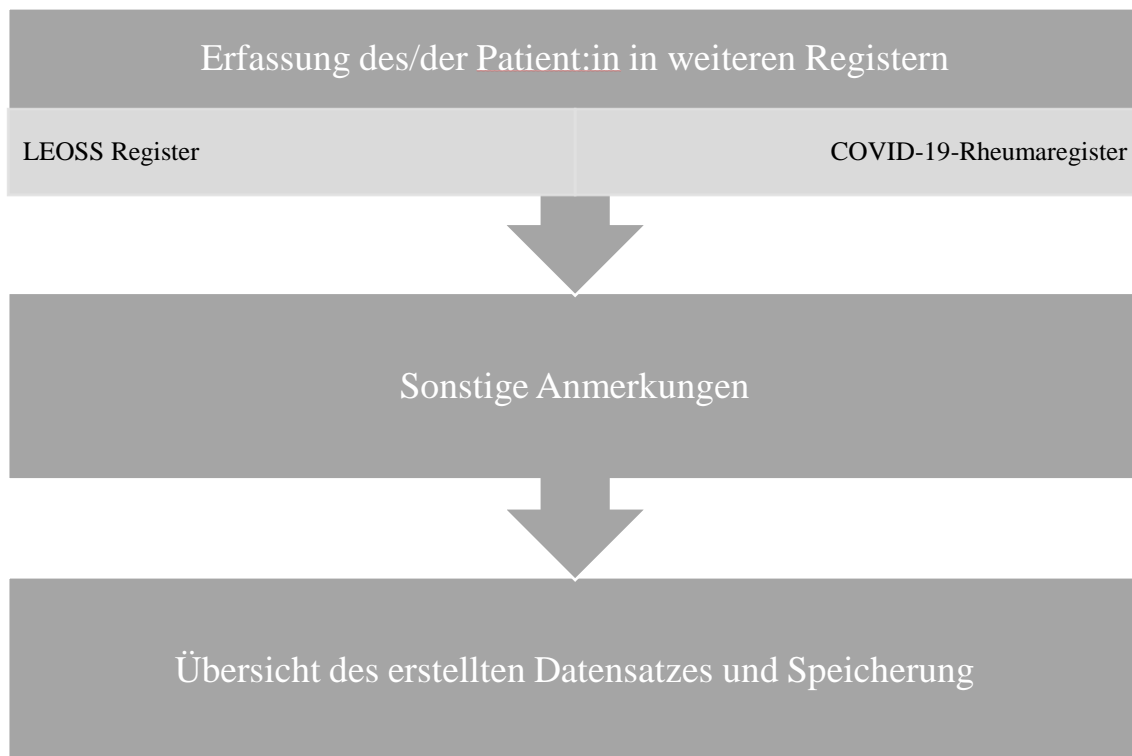 Erfassung des/der Patient:in in weiteren Registern
LEOSS Register
COVID-19-Rheumaregister
Sonstige Anmerkungen
Übersicht des erstellten Datensatzes und Speicherung